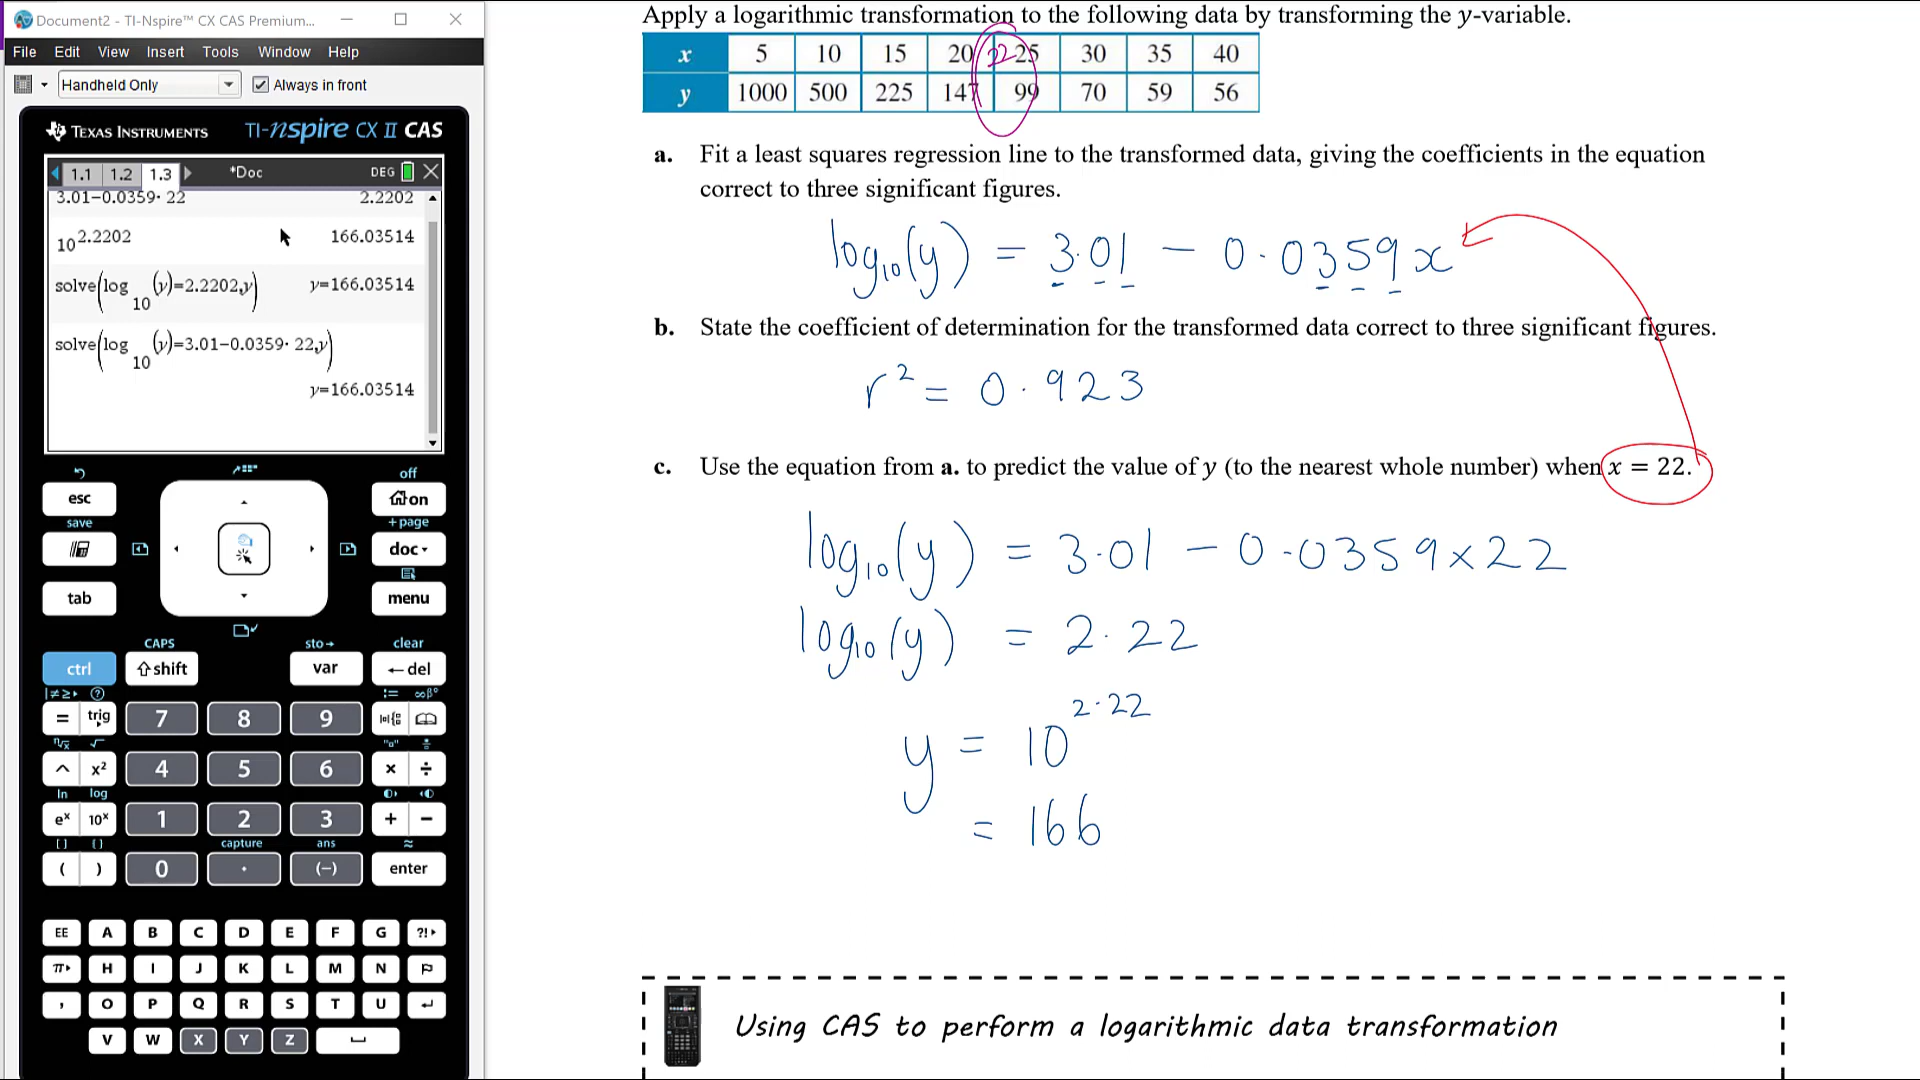 Document2 - TI-Nspire™ CX CAS Premium...
File Edit View Insert Tools Window Help
Handheld Only Always in front
TEXAS INSTRUMENTS TI-nspire CX II CAS
1.1 1.2 1.3 *Doc DEG
3.01-0.0359·22 2.2202
10^2.2202 166.03514
solve(log10(y)=2.2202,y) y=166.03514
solve(log10(y)=3.01-0.0359·22,y)
y=166.03514
off
esc on
save +page
doc
tab menu
CAPS sto→ clear
ctrl shift var ←del
= trig 7 8 9
^ x² 4 5 6 × ÷
ln log
eˣ 10ˣ 1 2 3 + −
[] {} capture ans ≈
( ) 0 . (−) enter
EE A B C D E F G ?!▸
π▸ H I J K L M N
, O P Q R S T U ↵
V W X Y Z
Apply a logarithmic transformation to the following data by transforming the y-variable.
x 5 10 15 20 22 25 30 35 40
y 1000 500 225 147 99 70 59 56
a. Fit a least squares regression line to the transformed data, giving the coefficients in the equation
correct to three significant figures.
log₁₀(y) = 3.01 − 0.0359x
b. State the coefficient of determination for the transformed data correct to three significant figures.
r² = 0.923
c. Use the equation from a. to predict the value of y (to the nearest whole number) when x = 22.
log₁₀(y) = 3.01 − 0.0359×22
log₁₀(y) = 2.22
y = 10^2.22
= 166
Using CAS to perform a logarithmic data transformation